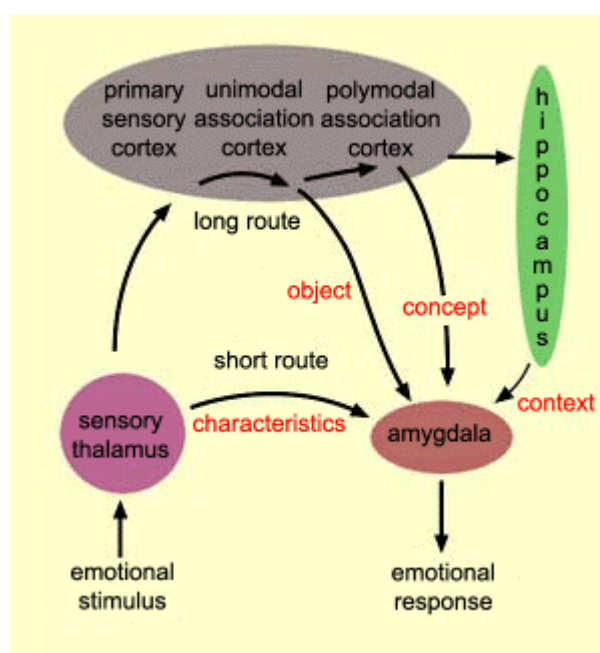 primary
sensory
cortex
unimodal
association
cortex
polymodal
association
cortex
hippocampus
long route
object
concept
short route
characteristics
context
sensory
thalamus
amygdala
emotional
stimulus
emotional
response